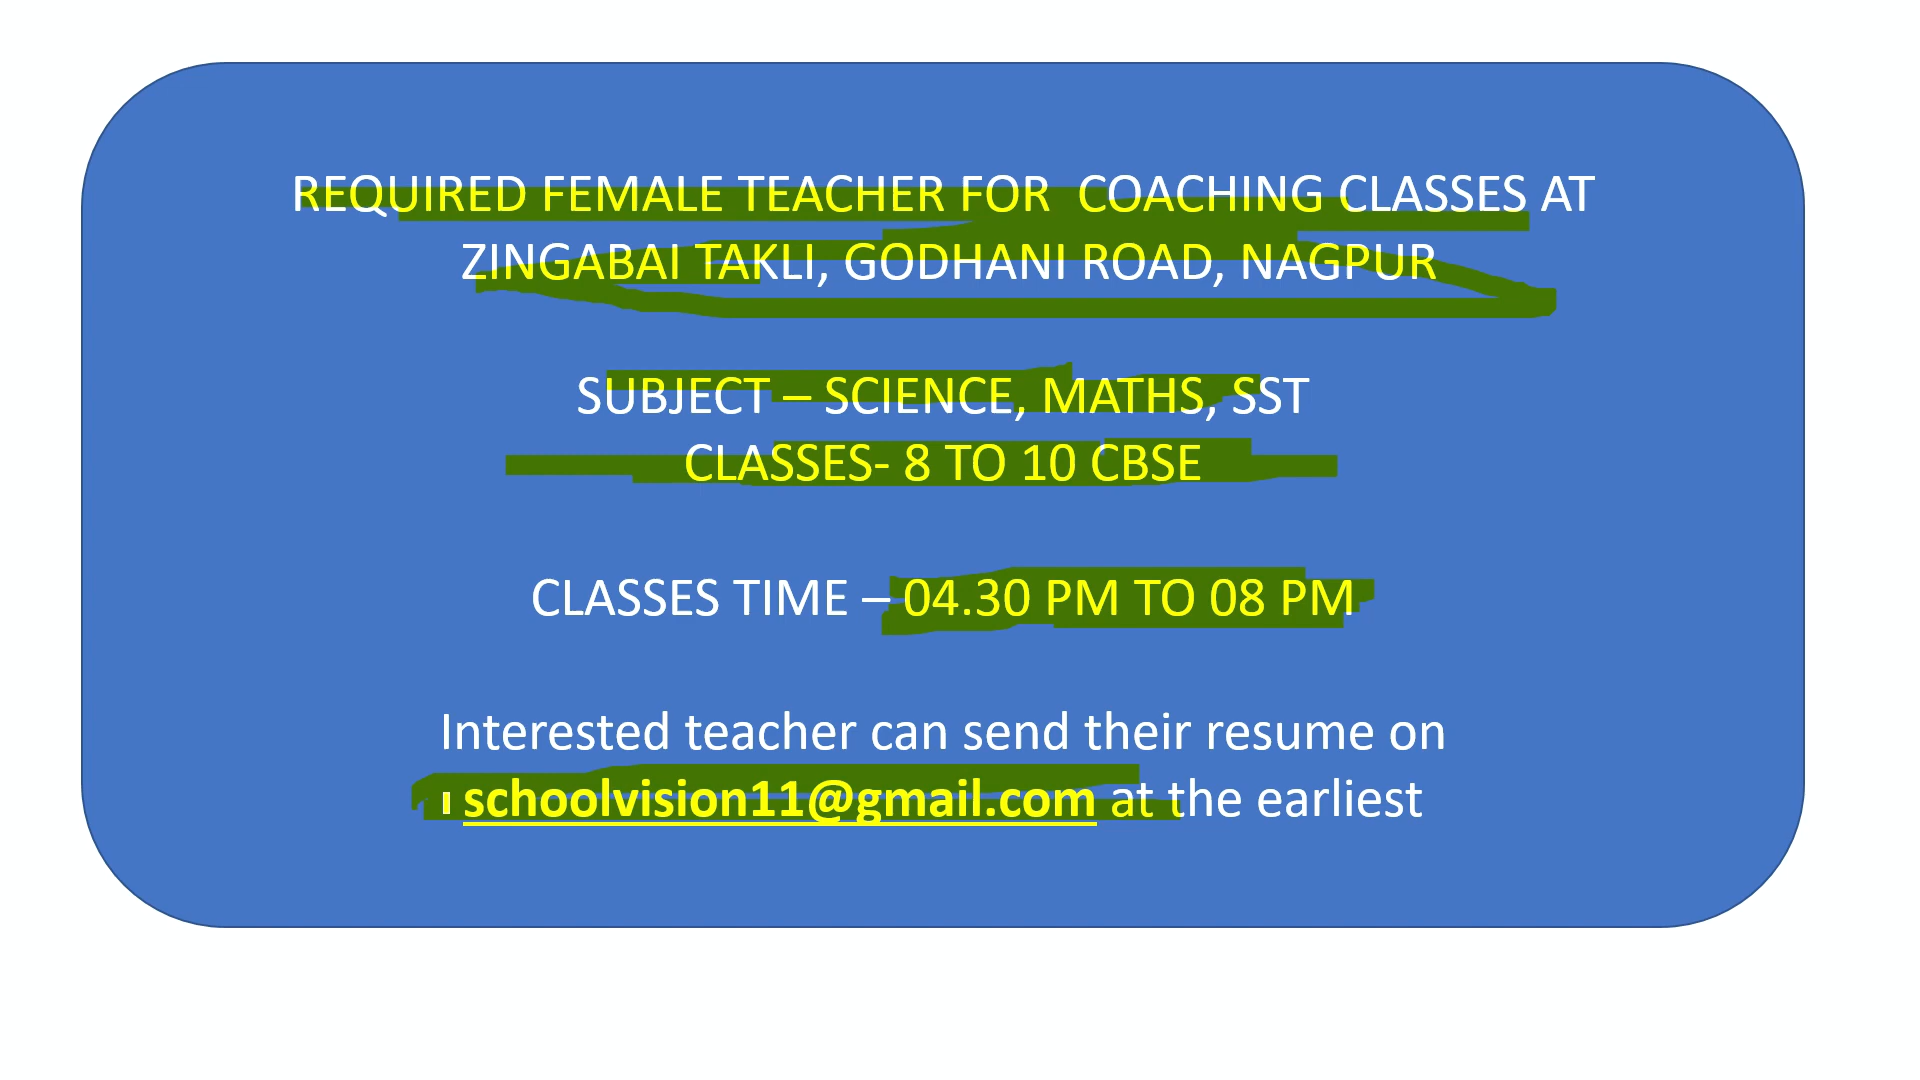 REQUIRED FEMALE TEACHER FOR  COACHING CLASSES AT
ZINGABAI TAKLI, GODHANI ROAD, NAGPUR
SUBJECT – SCIENCE, MATHS, SST
CLASSES- 8 TO 10 CBSE
CLASSES TIME – 04.30 PM TO 08 PM
Interested teacher can send their resume on
schoolvision11@gmail.com at the earliest